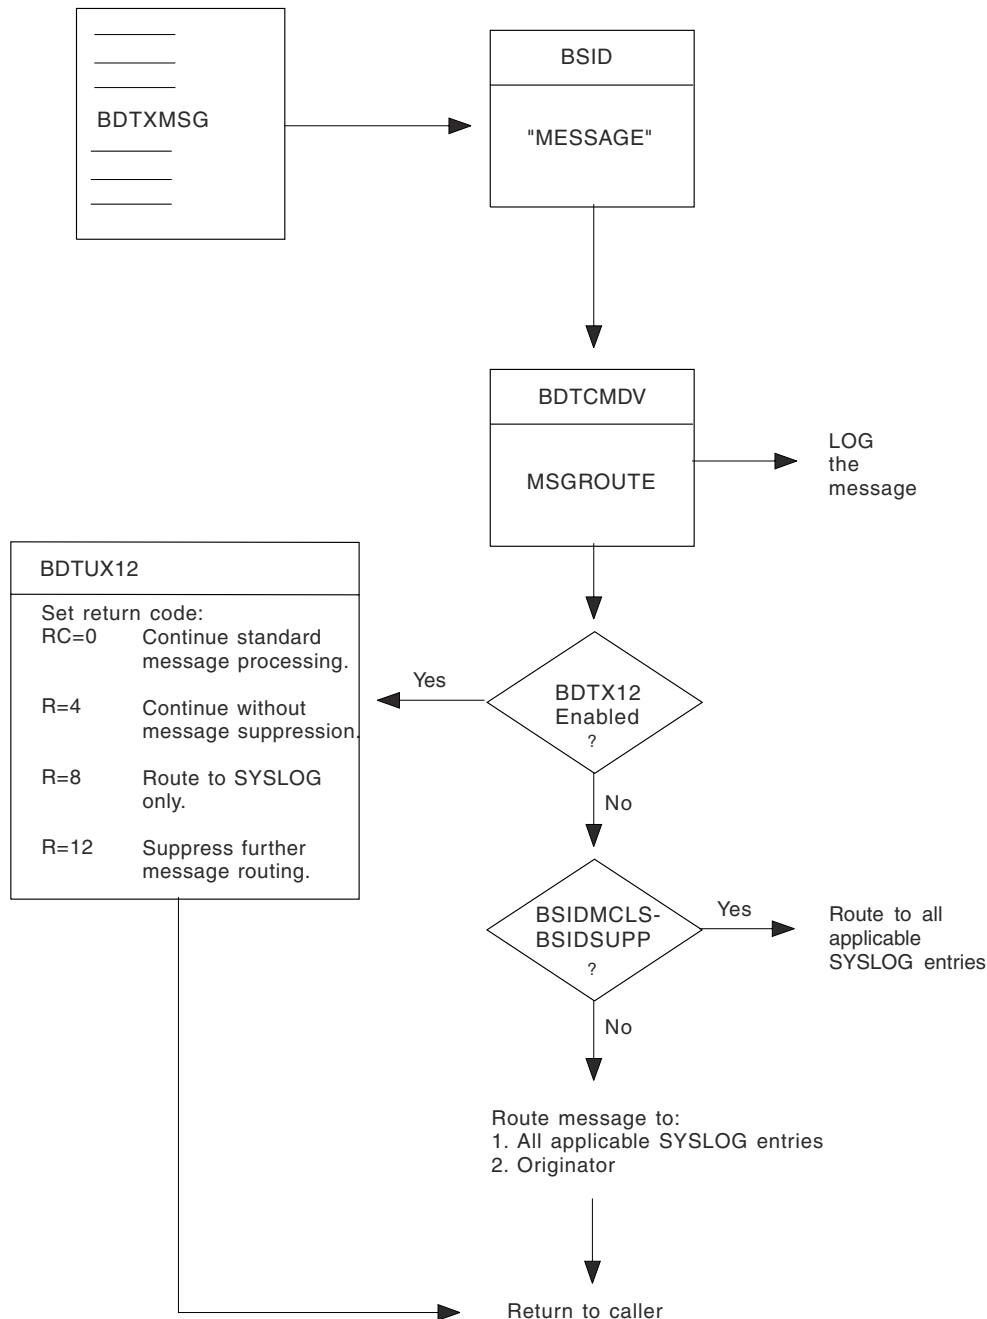 BDTXMSG
BSID
"MESSAGE"
BDTCMDV
MSGROUTE
LOG
the
message
BDTUX12
Set return code:
RC=0 Continue standard
message processing.
R=4 Continue without
message suppression.
R=8 Route to SYSLOG
only.
R=12 Suppress further
message routing.
Yes
BDTX12
Enabled
?
No
BSIDMCLS-
BSIDSUPP
?
Yes
Route to all
applicable
SYSLOG entries
No
Route message to:
1. All applicable SYSLOG entries
2. Originator
Return to caller